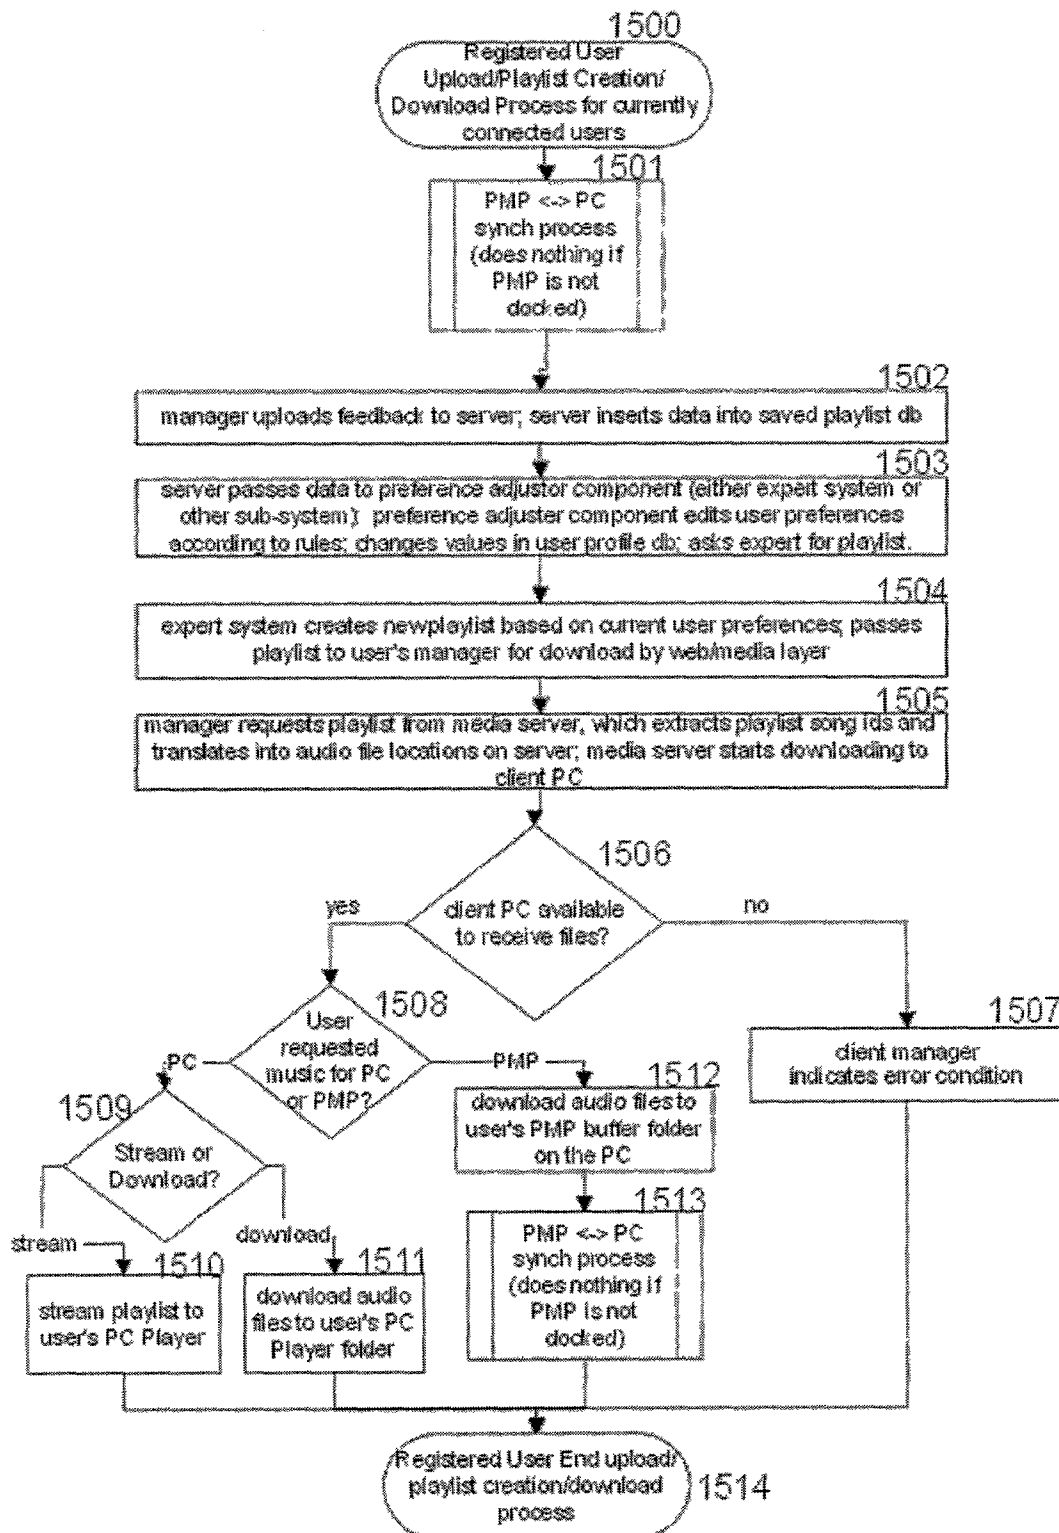 1500
Registered User
Upload/Playlist Creation/
Download Process for currently
connected users
1501
PMP <-> PC
synch process
(does nothing if
PMP is not
docked)
1502
manager uploads feedback to server; server inserts data into saved playlist db
1503
server passes data to preference adjustor component (either expert system or
other sub-system); preference adjuster component edits user preferences
according to rules; changes values in user profile db; asks expert for playlist.
1504
expert system creates newplaylist based on current user preferences; passes
playlist to user's manager for download by web/media layer
1505
manager requests playlist from media server, which extracts playlist song ids and
translates into audio file locations on server; media server starts downloading to
client PC
1506
client PC available
to receive files?
yes
no
1507
client manager
indicates error condition
1508
User
requested
music for PC
or PMP?
PC
PMP
1509
Stream or
Download?
1512
download audio files to
user's PMP buffer folder
on the PC
1513
PMP <-> PC
synch process
(does nothing if
PMP is not
docked)
stream
download
1510
stream playlist to
user's PC Player
1511
download audio
files to user's PC
Player folder
Registered User End upload/
playlist creation/download
process
1514